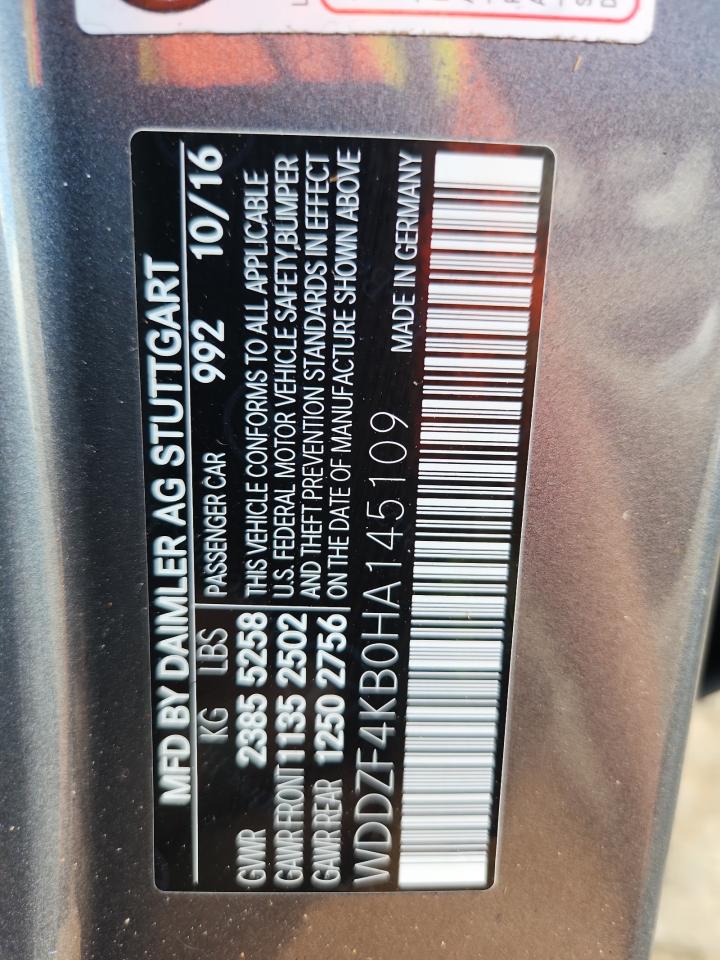 MFD BY DAIMLER AG STUTTGART
KG LBS PASSENGER CAR 992 10/16
GWR 2385 5258 THIS VEHICLE CONFORMS TO ALL APPLICABLE
GAWR FRONT 1135 2502 U.S. FEDERAL MOTOR VEHICLE SAFETY,BUMPER
GAWR REAR 1250 2756 AND THEFT PREVENTION STANDARDS IN EFFECT
ON THE DATE OF MANUFACTURE SHOWN ABOVE
WDDZF4KB0HA145109 MADE IN GERMANY